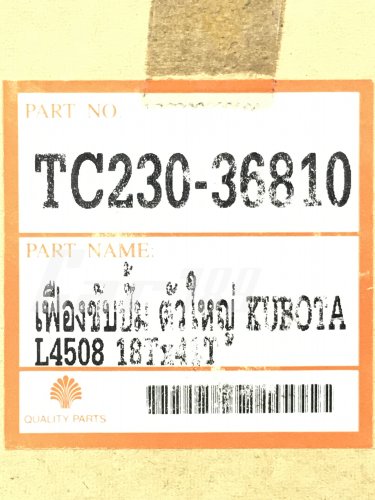 PART NO.
TC230-36810
PART NAME:
เฟืองขับปั้ม ตัวใหญ่ KUBOTA
L4508
QUALITY PARTS